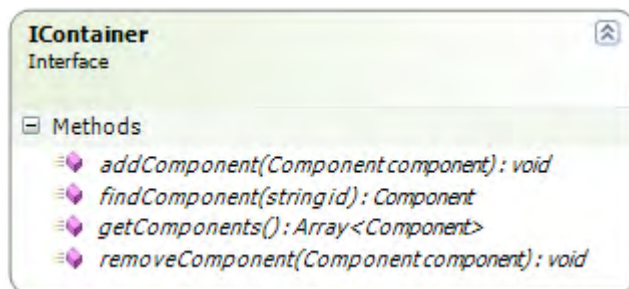 IContainer
Interface
Methods
addComponent(Component component) : void
findComponent(string id) : Component
getComponents() : Array<Component>
removeComponent(Component component) : void